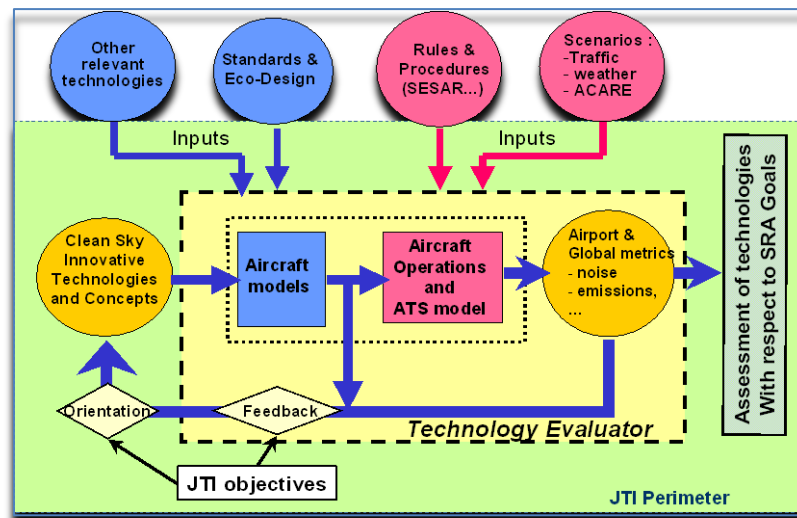 Other
relevant
technologies
Standards &
Eco-Design
Rules &
Procedures
(SESAR...)
Scenarios :
-Traffic
- weather
- ACARE
Inputs
Inputs
Clean Sky
Innovative
Technologies
and Concepts
Aircraft
models
Aircraft
Operations
and
ATS model
Airport &
Global metrics
- noise
- emissions,
...
Assessment of technologies
With respect to SRA Goals
Orientation
Feedback
Technology Evaluator
JTI objectives
JTI Perimeter